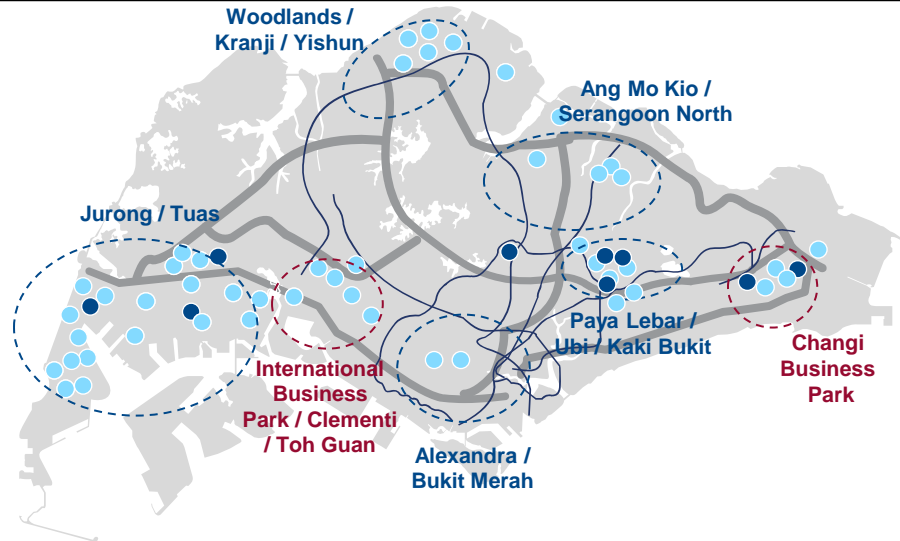 Woodlands /
Kranji / Yishun
Ang Mo Kio /
Serangoon North
Jurong / Tuas
Paya Lebar /
Ubi / Kaki Bukit
Changi
Business
Park
International
Business
Park / Clementi
/ Toh Guan
Alexandra /
Bukit Merah